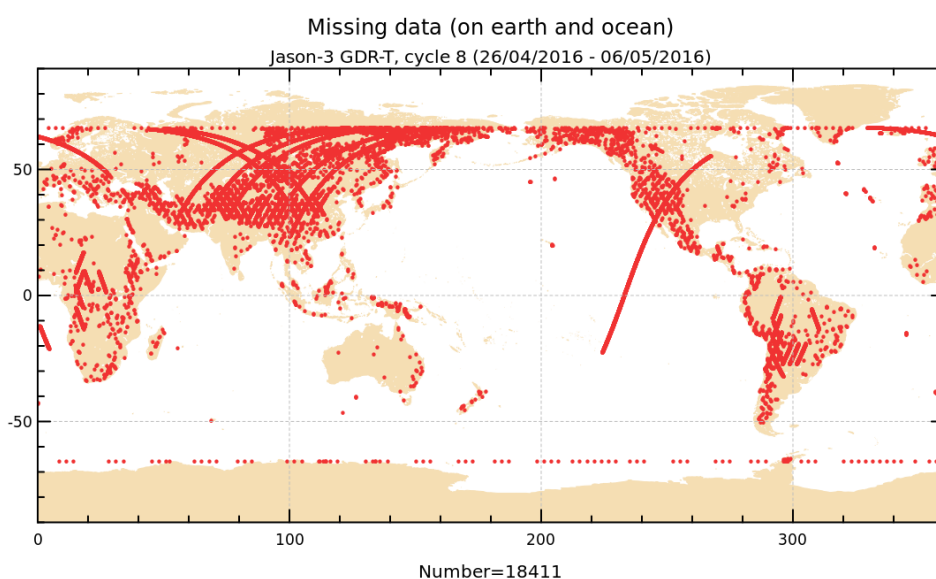 Missing data (on earth and ocean)
Jason-3 GDR-T, cycle 8 (26/04/2016 - 06/05/2016)
50
0
-50
0 100 200 300
Number=18411